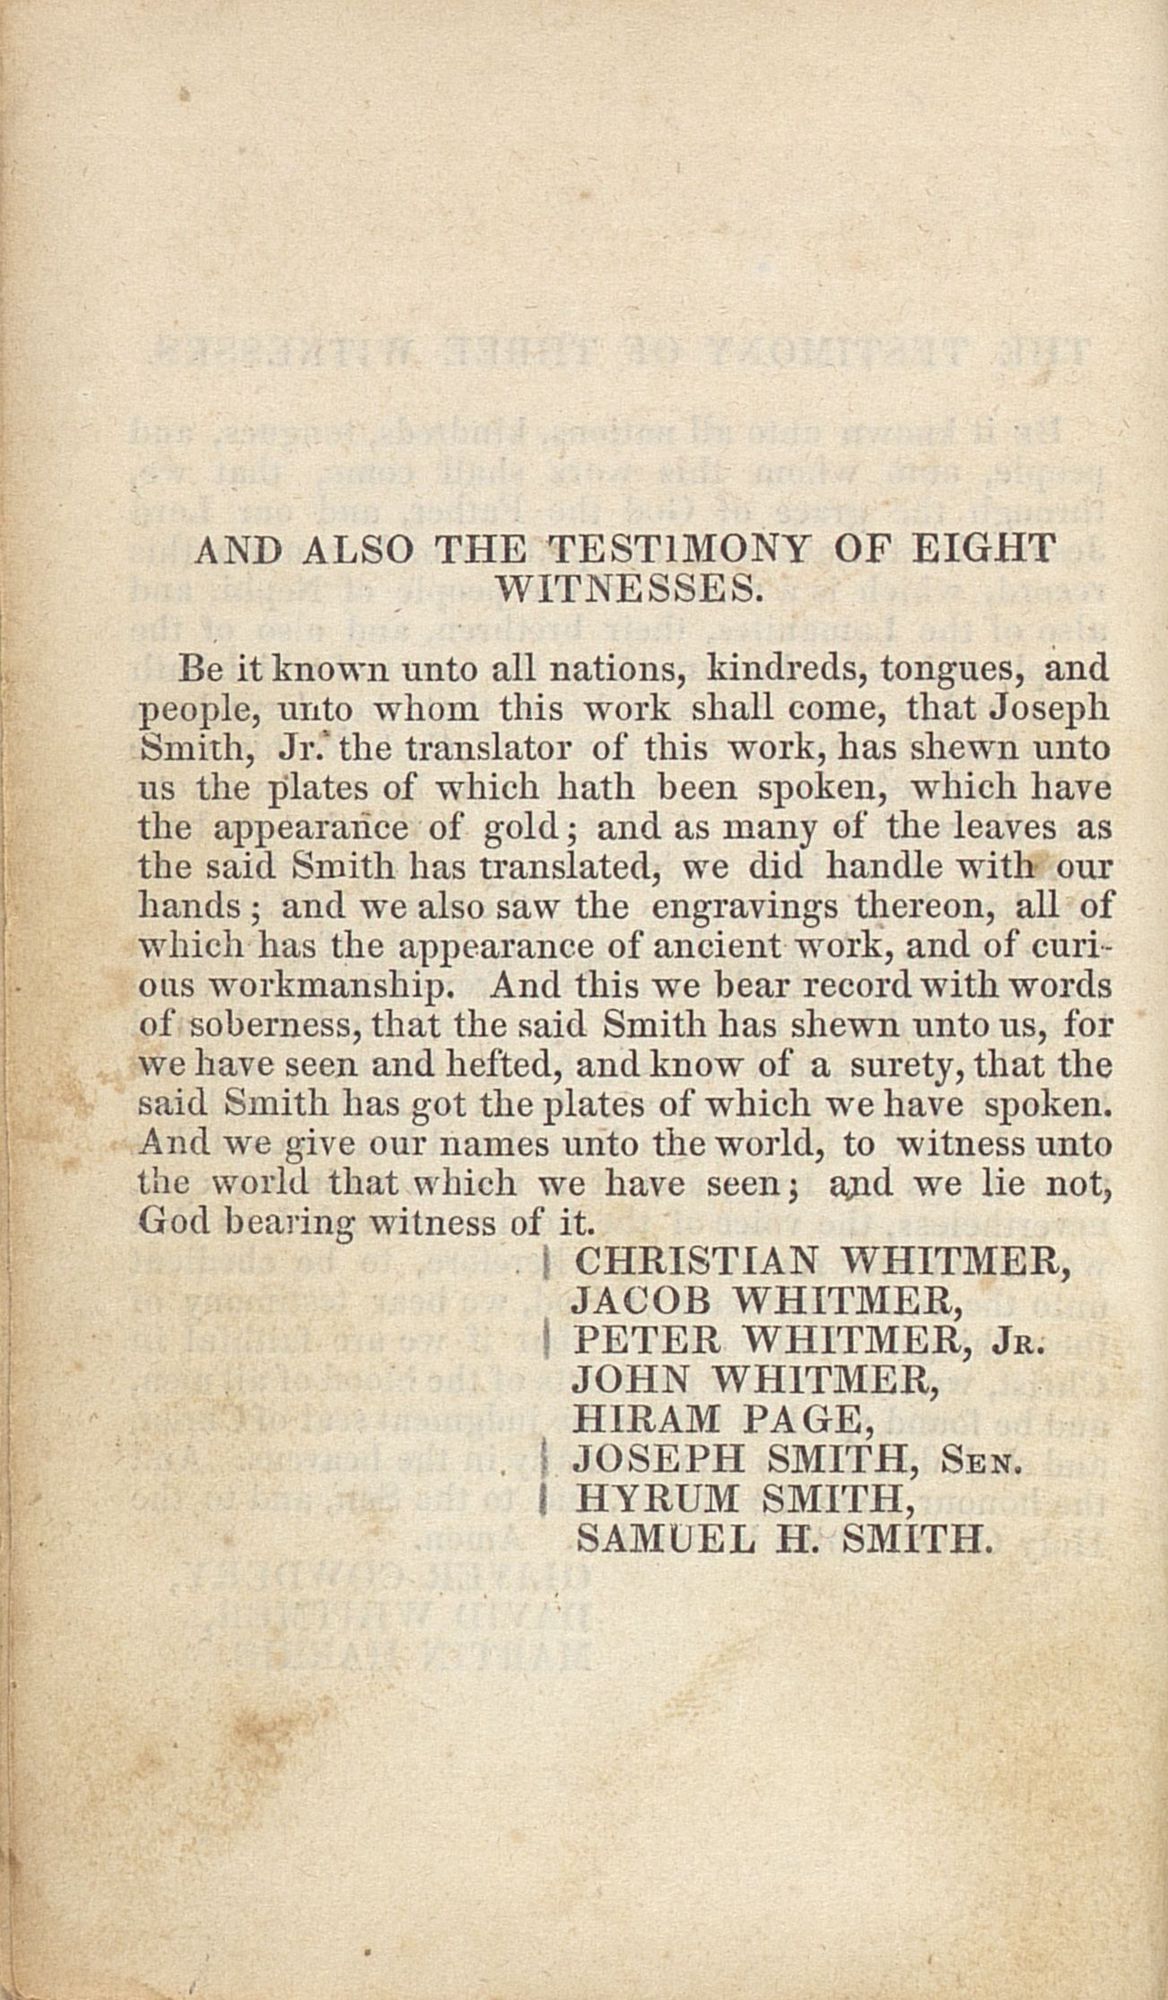 AND ALSO THE TEST1MONY OF EIGHT
WITNESSES.
Be it known unto all nations, kindreds, tongues, and
people, unto whom this work shall come, that Joseph
Smith, Jr. the translator of this work, has shewn unto
us the plates of which hath been spoken, which have
the appearance of gold; and as many of the leaves as
the said Smith has translated, we did handle with our
hands; and we also saw the engravings thereon, all of
which has the appearance of ancient work, and of curi-
ous workmanship. And this we bear record with words
of soberness, that the said Smith has shewn unto us, for
we have seen and hefted, and know of a surety, that the
said Smith has got the plates of which we have spoken.
And we give our names unto the world, to witness unto
the world that which we have seen; and we lie not,
God bearing witness of it.
CHRISTIAN WHITMER,
JACOB WHITMER,
PETER WHITMER, JR.
JOHN WHITMER,
HIRAM PAGE,
JOSEPH SMITH, SEN.
HYRUM SMITH,
SAMUEL H. SMITH.